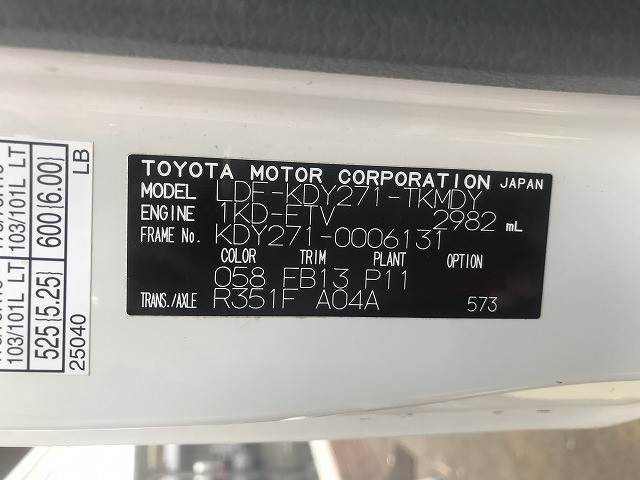 TOYOTA MOTOR CORPORATION JAPAN
MODEL LDF-KDY271-TKMDY
ENGINE 1KD-FTV 2982 mL
FRAME No. KDY271-0006131
COLOR TRIM PLANT OPTION
058 FB13 P11
TRANS./AXLE R351F A04A 573
103/101L LT 103/101L LT
525(5.25) 600(6.00)
25040 LB